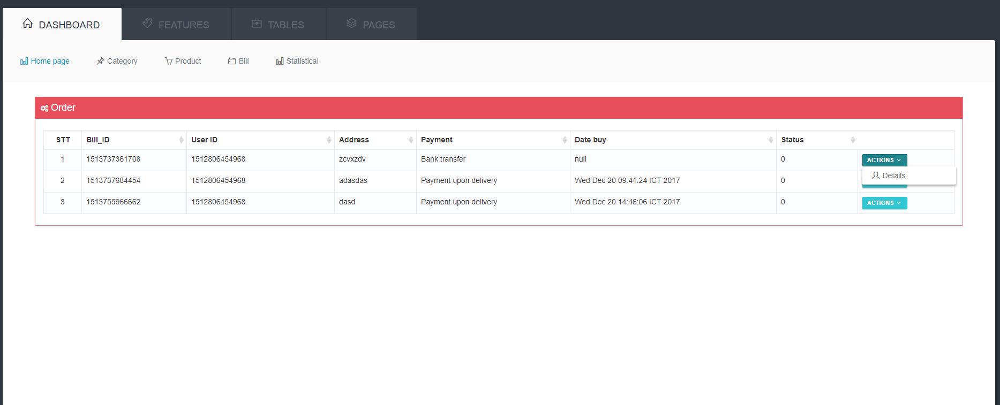 DASHBOARD FEATURES TABLES PAGES
Home page Category Product Bill Statistical
Order
STT Bill_ID User ID Address Payment Date buy Status
1 1513737361708 1512806454968 zcvxzdv Bank transfer null 0 ACTIONS
Details
2 1513737684454 1512806454968 adasdas Payment upon delivery Wed Dec 20 09:41:24 ICT 2017 0
3 1513755966662 1512806454968 dasd Payment upon delivery Wed Dec 20 14:46:06 ICT 2017 0 ACTIONS